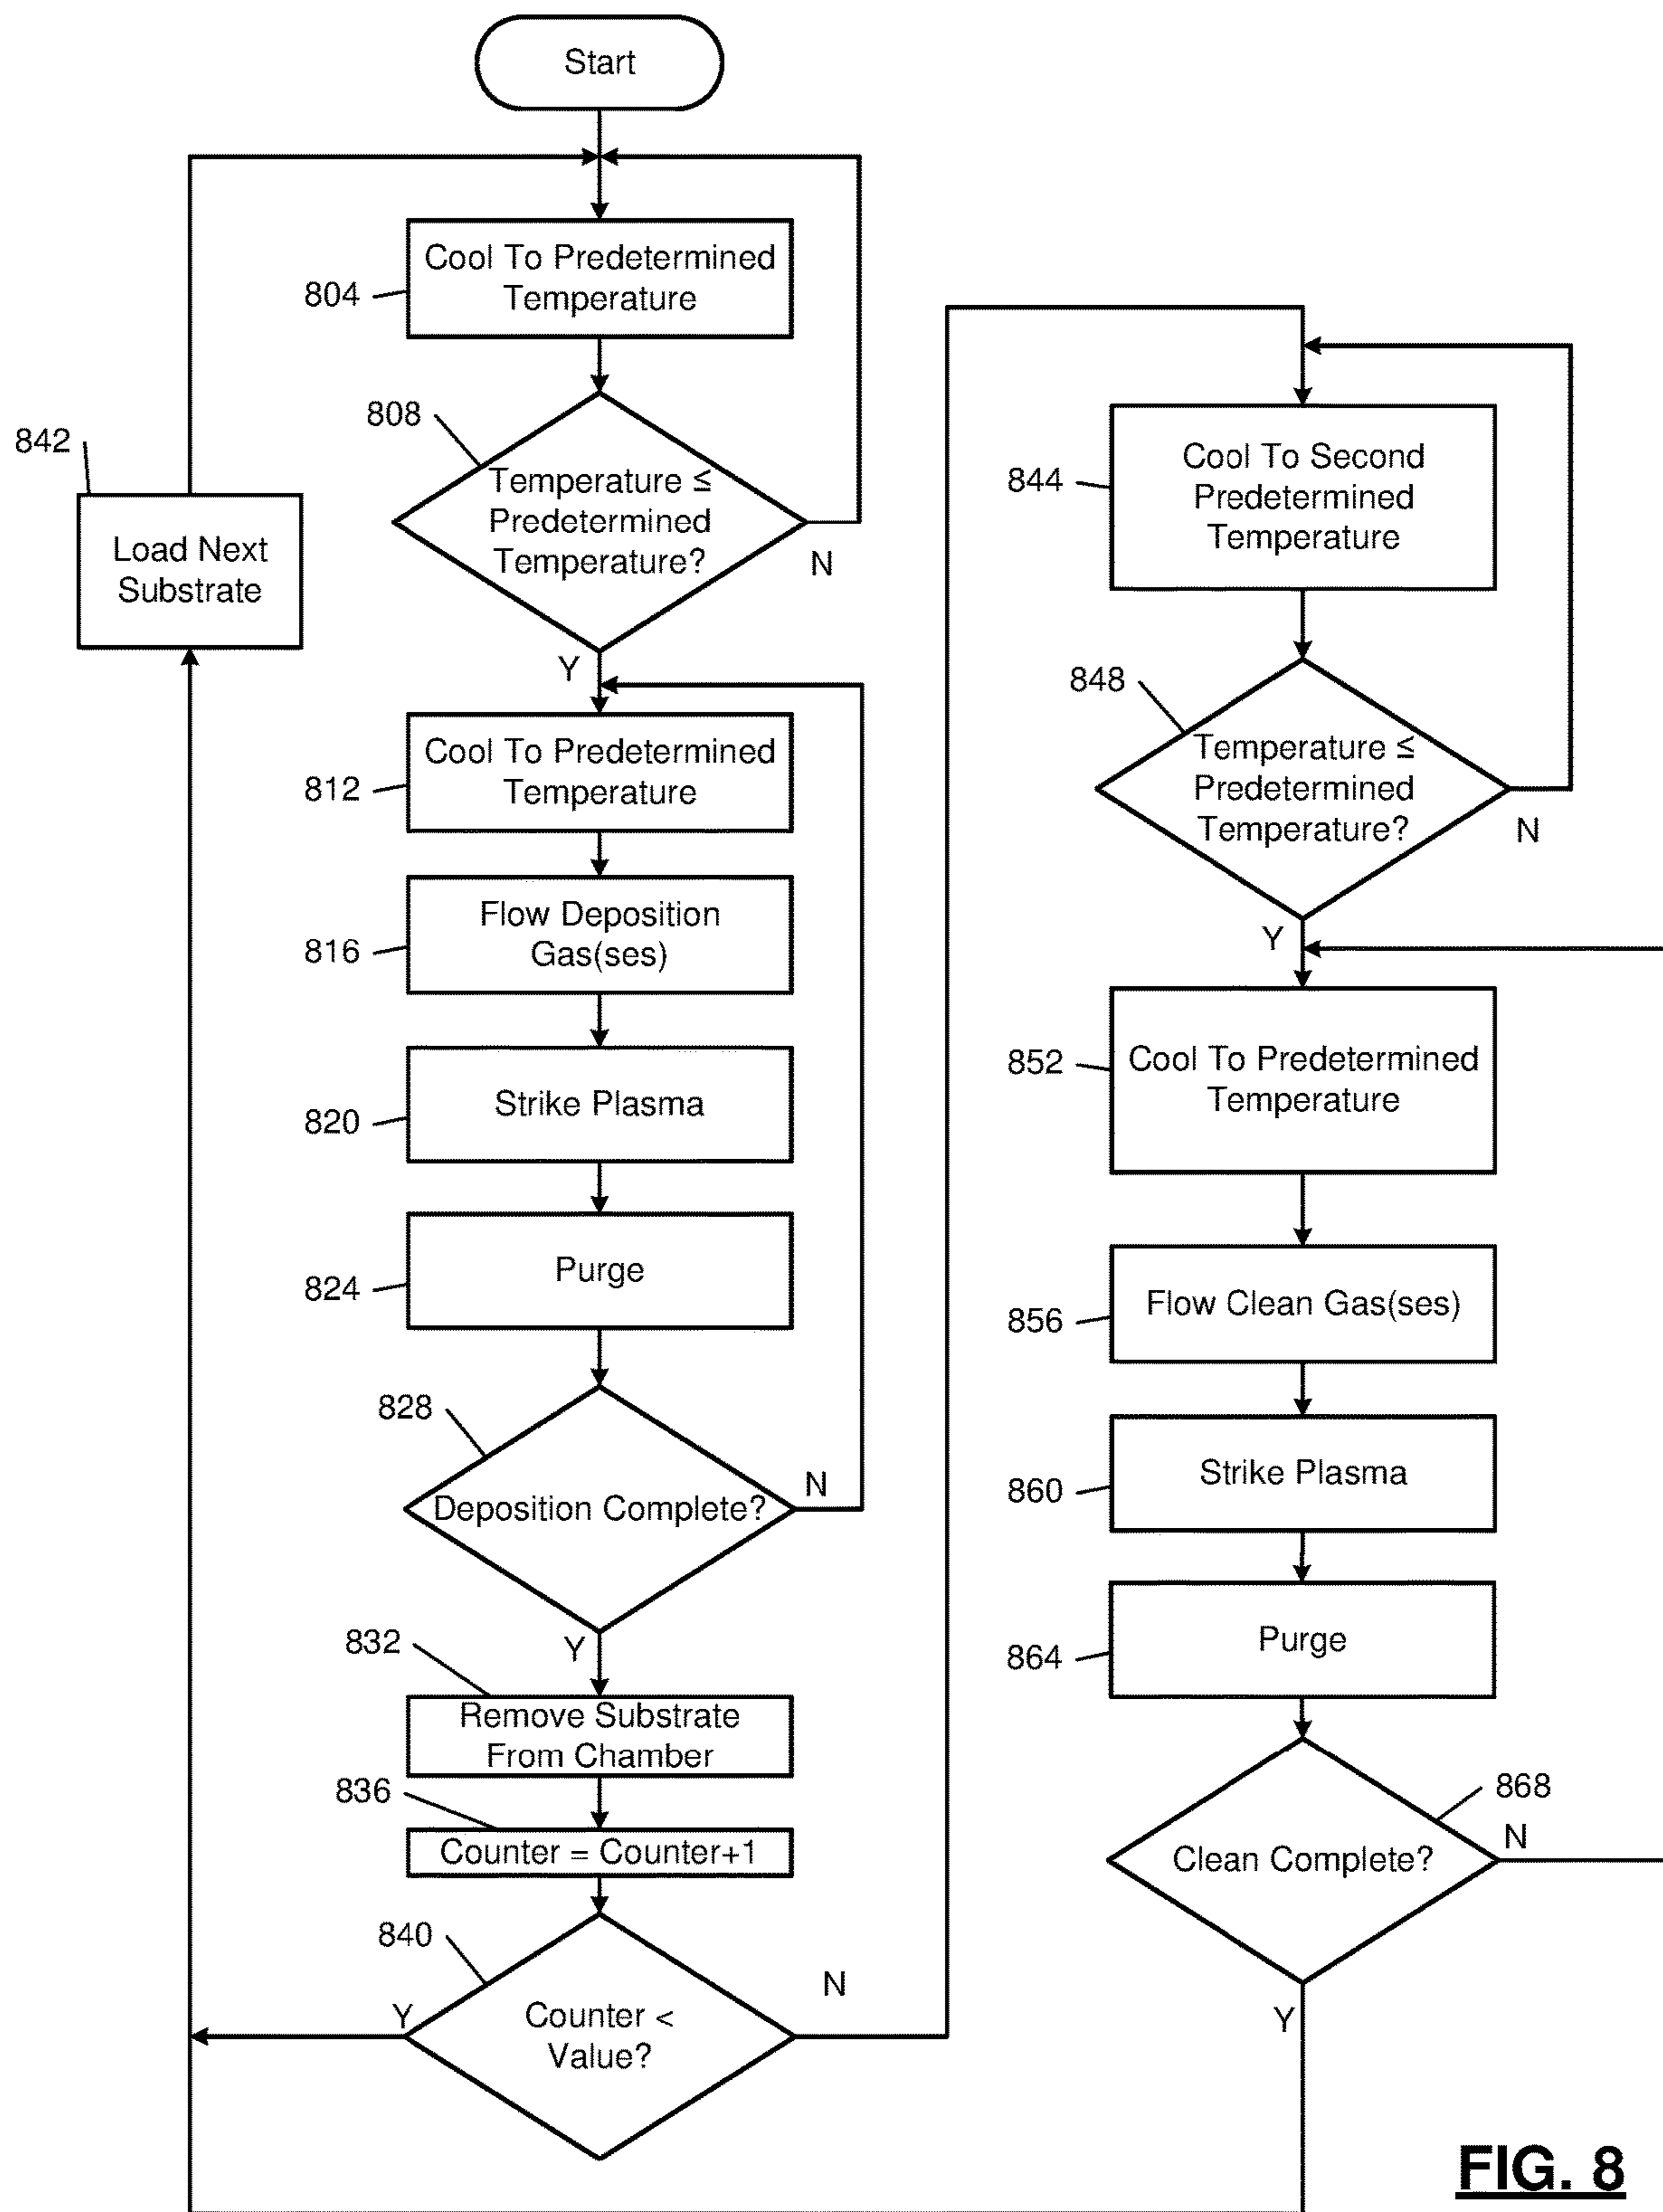 Start
Cool To Predetermined
Temperature
804
808
Temperature ≤
Predetermined
Temperature?
N
Y
842
Load Next
Substrate
Cool To Predetermined
Temperature
812
Flow Deposition
Gas(ses)
816
Strike Plasma
820
Purge
824
828
Deposition Complete?
N
Y
832
Remove Substrate
From Chamber
836
Counter = Counter+1
840
Counter <
Value?
Y
N
Cool To Second
Predetermined
Temperature
844
848
Temperature ≤
Predetermined
Temperature?
N
Y
Cool To Predetermined
Temperature
852
Flow Clean Gas(ses)
856
Strike Plasma
860
Purge
864
868
Clean Complete?
N
Y
FIG. 8